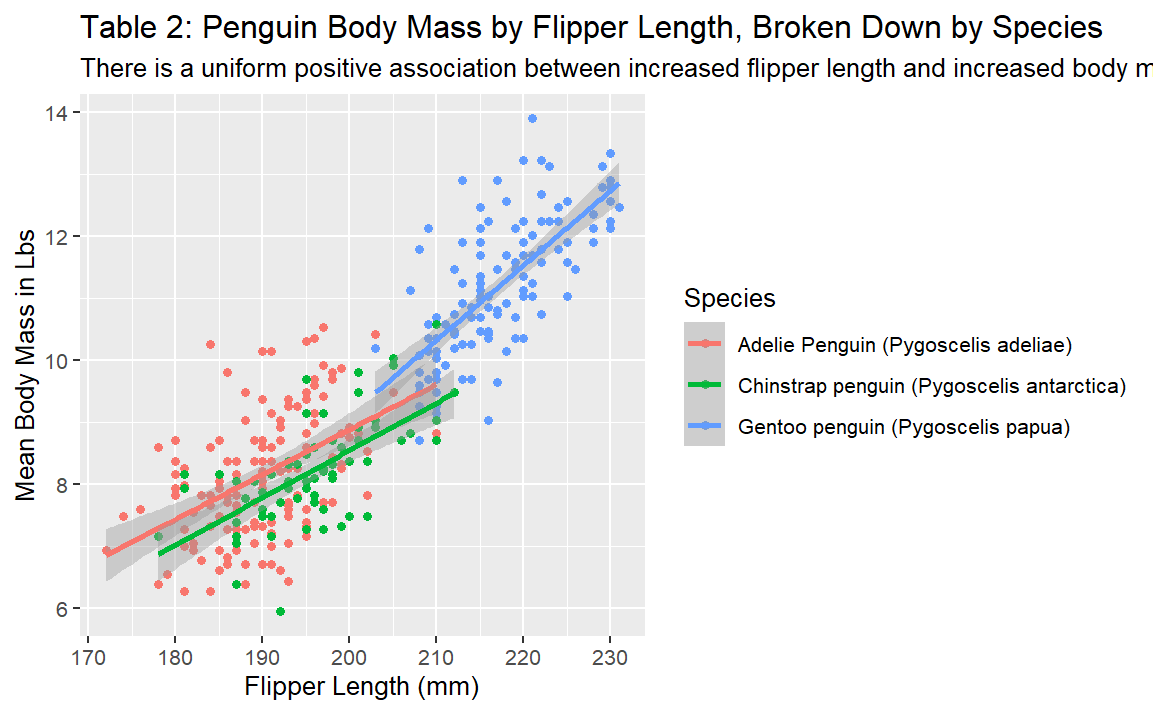 Table 2: Penguin Body Mass by Flipper Length, Broken Down by Species
There is a uniform positive association between increased flipper length and increased body m
14
12
10
8
6
Mean Body Mass in Lbs
170 180 190 200 210 220 230
Flipper Length (mm)
Species
Adelie Penguin (Pygoscelis adeliae)
Chinstrap penguin (Pygoscelis antarctica)
Gentoo penguin (Pygoscelis papua)